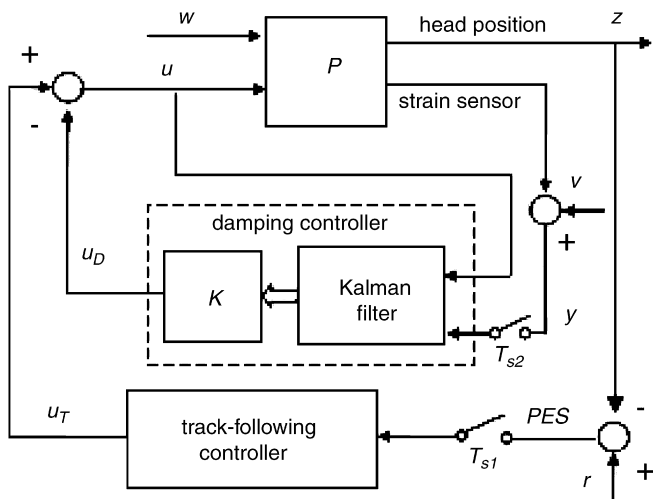 w
head position
z
+
u
P
-
strain sensor
v
damping controller
+
u_D
K
Kalman
filter
y
T_s2
u_T
track-following
controller
PES
-
T_s1
r
+